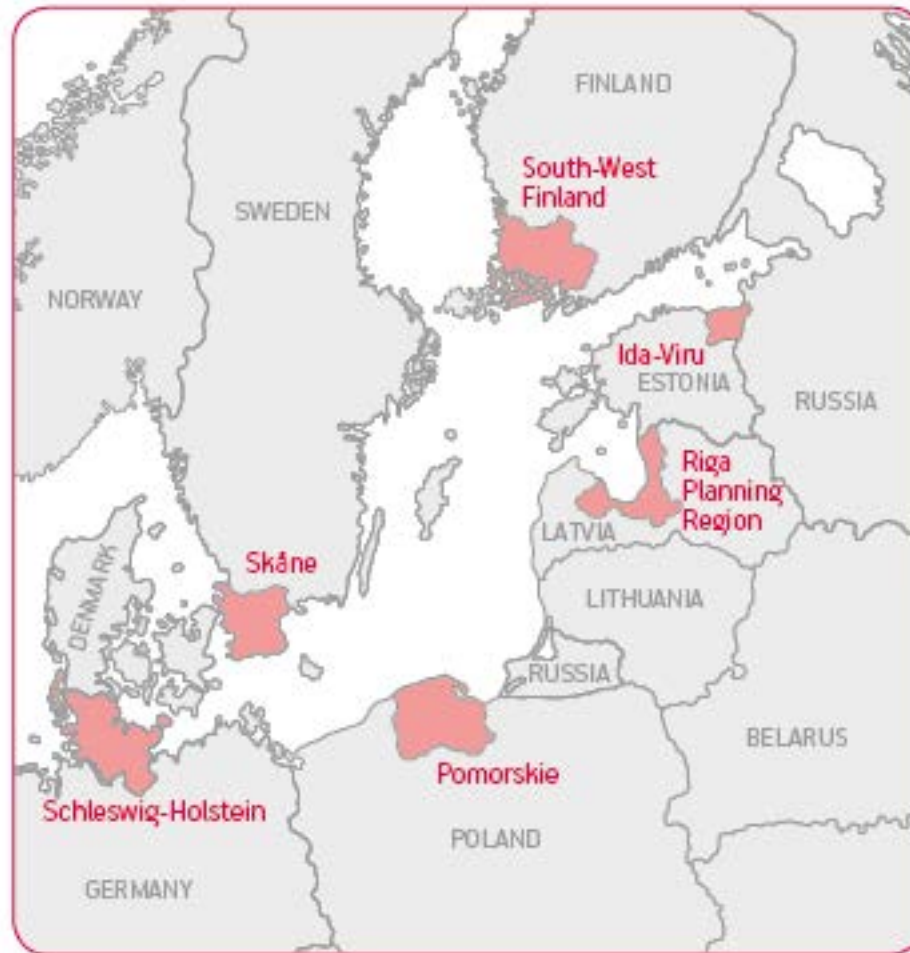 FINLAND
South-West
Finland
SWEDEN
NORWAY
Ida-Viru
ESTONIA
RUSSIA
Riga
Planning
Region
LATVIA
Skåne
DENMARK
LITHUANIA
RUSSIA
BELARUS
Pomorskie
Schleswig-Holstein
POLAND
GERMANY